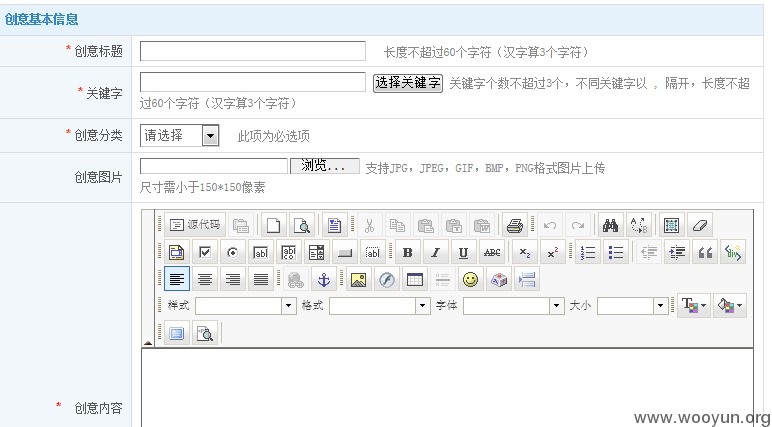 创意基本信息
* 创意标题 长度不超过60个字符（汉字算3个字符）
* 关键字 选择关键字 关键字个数不超过3个，不同关键字以 , 隔开，长度不超
过60个字符（汉字算3个字符）
* 创意分类 请选择 此项为必选项
创意图片 浏览... 支持JPG，JPEG，GIF，BMP，PNG格式图片上传
尺寸需小于150*150像素
源代码
B I U ABC x₂ x²
样式 格式 字体 大小
* 创意内容
www.wooyun.org